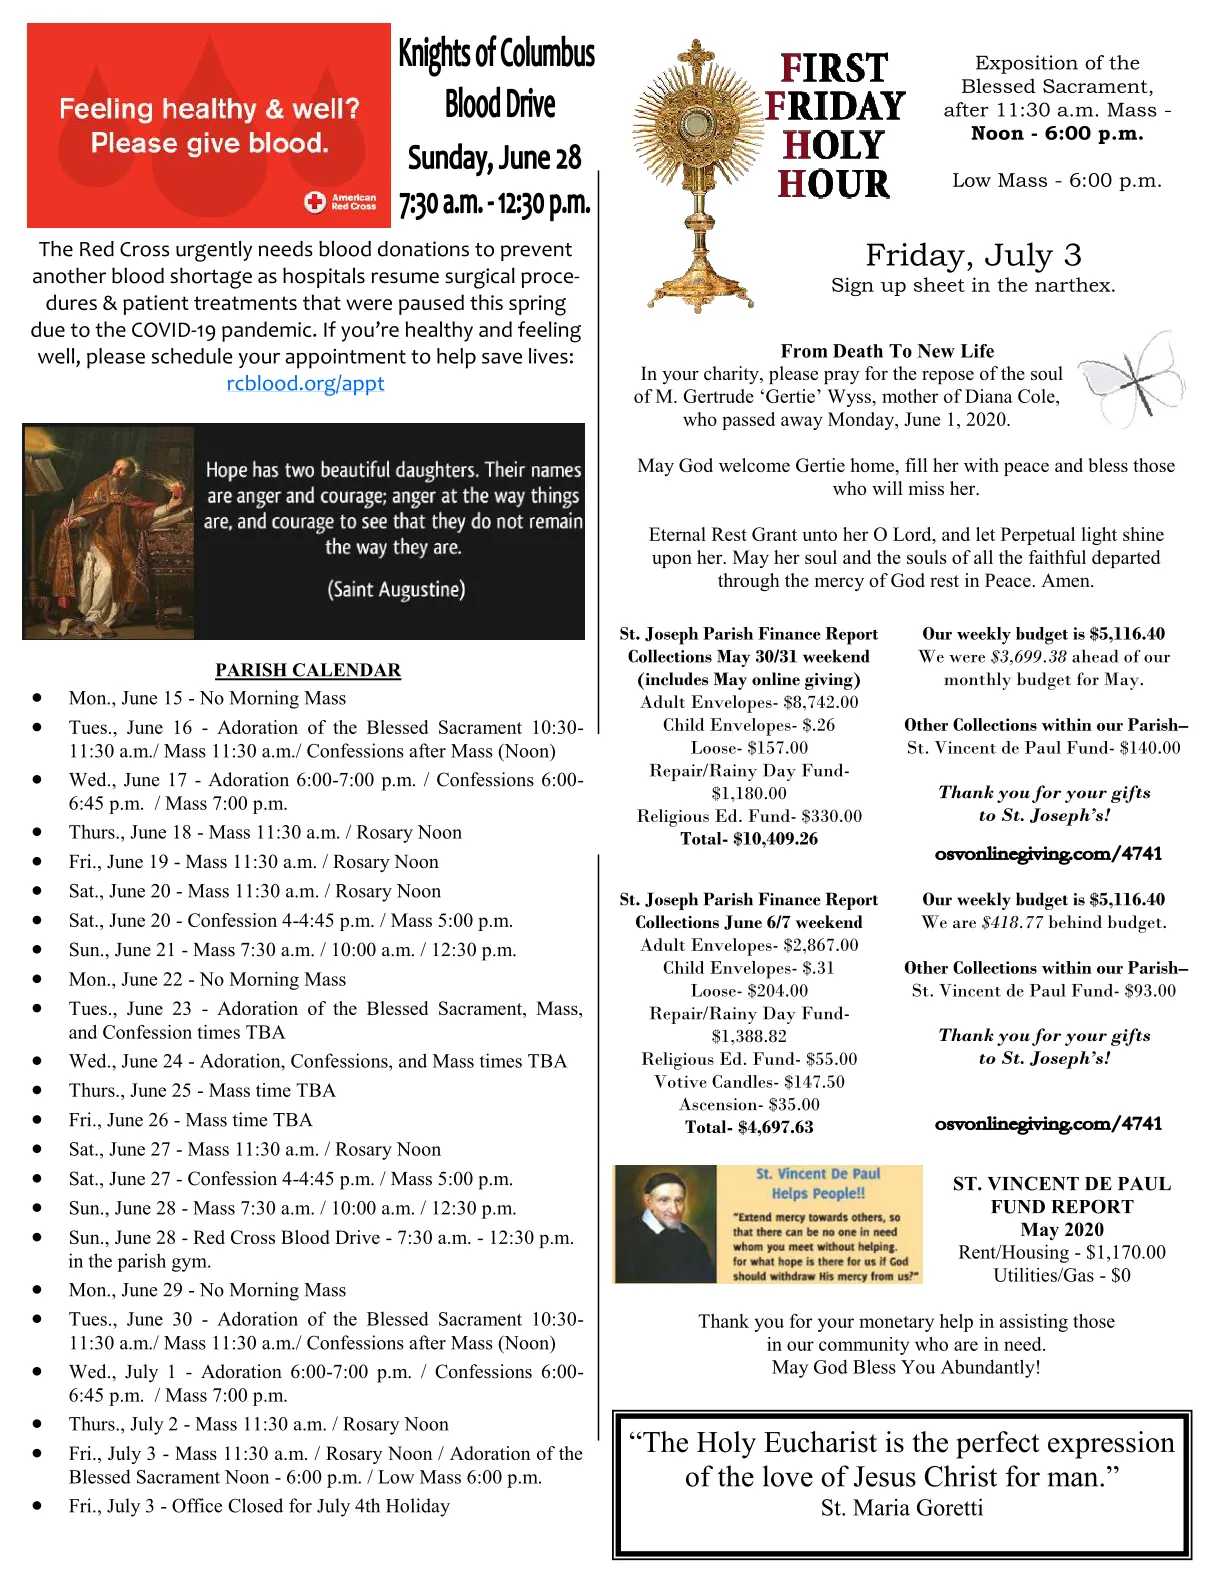 Feeling healthy & well?
Please give blood.
American
Red Cross
Knights of Columbus
Blood Drive
Sunday, June 28
7:30 a.m. - 12:30 p.m.
The Red Cross urgently needs blood donations to prevent
another blood shortage as hospitals resume surgical proce-
dures & patient treatments that were paused this spring
due to the COVID-19 pandemic. If you're healthy and feeling
well, please schedule your appointment to help save lives:
rcblood.org/appt
Hope has two beautiful daughters. Their names
are anger and courage; anger at the way things
are, and courage to see that they do not remain
the way they are.
(Saint Augustine)
PARISH CALENDAR
• Mon., June 15 - No Morning Mass
• Tues., June 16 - Adoration of the Blessed Sacrament 10:30-
11:30 a.m./ Mass 11:30 a.m./ Confessions after Mass (Noon)
• Wed., June 17 - Adoration 6:00-7:00 p.m. / Confessions 6:00-
6:45 p.m. / Mass 7:00 p.m.
• Thurs., June 18 - Mass 11:30 a.m. / Rosary Noon
• Fri., June 19 - Mass 11:30 a.m. / Rosary Noon
• Sat., June 20 - Mass 11:30 a.m. / Rosary Noon
• Sat., June 20 - Confession 4-4:45 p.m. / Mass 5:00 p.m.
• Sun., June 21 - Mass 7:30 a.m. / 10:00 a.m. / 12:30 p.m.
• Mon., June 22 - No Morning Mass
• Tues., June 23 - Adoration of the Blessed Sacrament, Mass,
and Confession times TBA
• Wed., June 24 - Adoration, Confessions, and Mass times TBA
• Thurs., June 25 - Mass time TBA
• Fri., June 26 - Mass time TBA
• Sat., June 27 - Mass 11:30 a.m. / Rosary Noon
• Sat., June 27 - Confession 4-4:45 p.m. / Mass 5:00 p.m.
• Sun., June 28 - Mass 7:30 a.m. / 10:00 a.m. / 12:30 p.m.
• Sun., June 28 - Red Cross Blood Drive - 7:30 a.m. - 12:30 p.m.
in the parish gym.
• Mon., June 29 - No Morning Mass
• Tues., June 30 - Adoration of the Blessed Sacrament 10:30-
11:30 a.m./ Mass 11:30 a.m./ Confessions after Mass (Noon)
• Wed., July 1 - Adoration 6:00-7:00 p.m. / Confessions 6:00-
6:45 p.m. / Mass 7:00 p.m.
• Thurs., July 2 - Mass 11:30 a.m. / Rosary Noon
• Fri., July 3 - Mass 11:30 a.m. / Rosary Noon / Adoration of the
Blessed Sacrament Noon - 6:00 p.m. / Low Mass 6:00 p.m.
• Fri., July 3 - Office Closed for July 4th Holiday
FIRST
FRIDAY
HOLY
HOUR
Exposition of the
Blessed Sacrament,
after 11:30 a.m. Mass -
Noon - 6:00 p.m.
Low Mass - 6:00 p.m.
Friday, July 3
Sign up sheet in the narthex.
From Death To New Life
In your charity, please pray for the repose of the soul
of M. Gertrude ‘Gertie’ Wyss, mother of Diana Cole,
who passed away Monday, June 1, 2020.
May God welcome Gertie home, fill her with peace and bless those
who will miss her.
Eternal Rest Grant unto her O Lord, and let Perpetual light shine
upon her. May her soul and the souls of all the faithful departed
through the mercy of God rest in Peace. Amen.
St. Joseph Parish Finance Report
Collections May 30/31 weekend
(includes May online giving)
Adult Envelopes- $8,742.00
Child Envelopes- $.26
Loose- $157.00
Repair/Rainy Day Fund-
$1,180.00
Religious Ed. Fund- $330.00
Total- $10,409.26
Our weekly budget is $5,116.40
We were $3,699.38 ahead of our
monthly budget for May.
Other Collections within our Parish–
St. Vincent de Paul Fund- $140.00
Thank you for your gifts
to St. Joseph's!
osvonlinegiving.com/4741
St. Joseph Parish Finance Report
Collections June 6/7 weekend
Adult Envelopes- $2,867.00
Child Envelopes- $.31
Loose- $204.00
Repair/Rainy Day Fund-
$1,388.82
Religious Ed. Fund- $55.00
Votive Candles- $147.50
Ascension- $35.00
Total- $4,697.63
Our weekly budget is $5,116.40
We are $418.77 behind budget.
Other Collections within our Parish–
St. Vincent de Paul Fund- $93.00
Thank you for your gifts
to St. Joseph's!
osvonlinegiving.com/4741
St. Vincent De Paul
Helps People!!
"Extend mercy towards others, so
that there can be no one in need
whom you meet without helping.
for what hope is there for us if God
should withdraw His mercy from us?"
ST. VINCENT DE PAUL
FUND REPORT
May 2020
Rent/Housing - $1,170.00
Utilities/Gas - $0
Thank you for your monetary help in assisting those
in our community who are in need.
May God Bless You Abundantly!
“The Holy Eucharist is the perfect expression
of the love of Jesus Christ for man.”
St. Maria Goretti